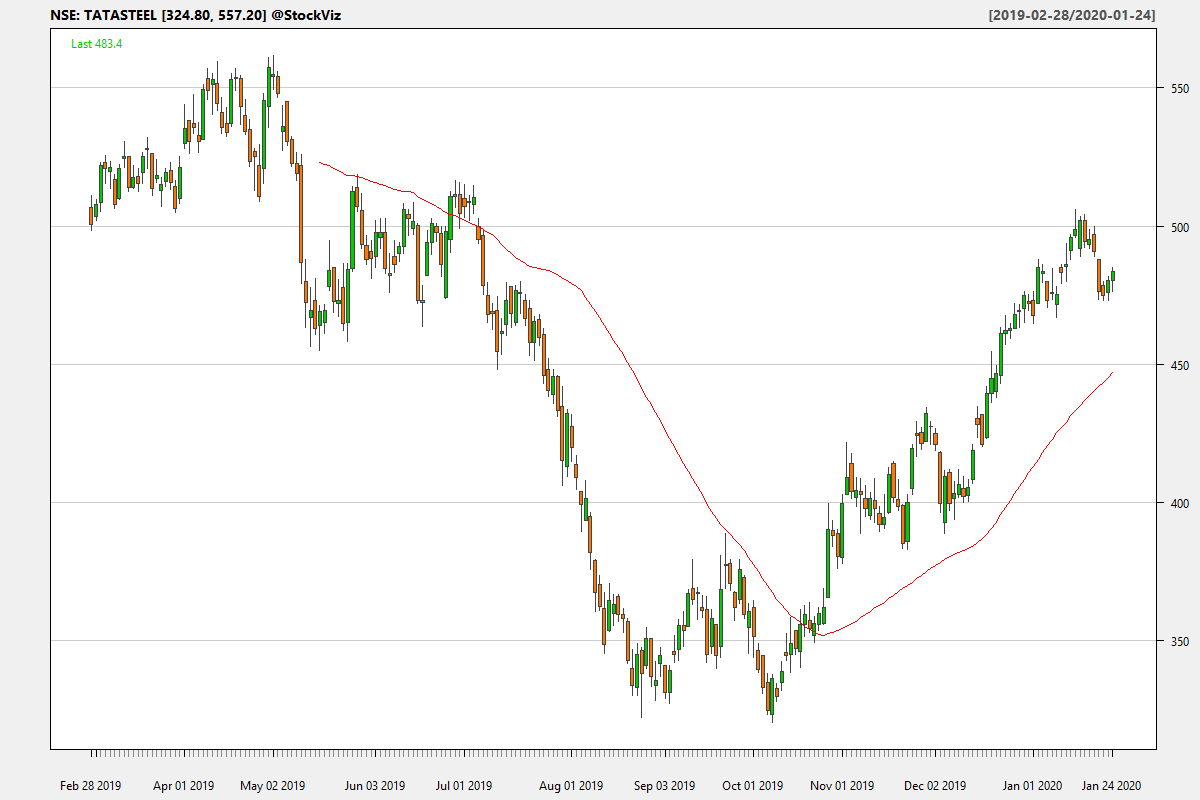 NSE: TATASTEEL [324.80, 557.20] @StockViz [2019-02-28/2020-01-24]
Last 483.4
550
500
450
400
350
Feb 28 2019 Apr 01 2019 May 02 2019 Jun 03 2019 Jul 01 2019 Aug 01 2019 Sep 03 2019 Oct 01 2019 Nov 01 2019 Dec 02 2019 Jan 01 2020 Jan 24 2020